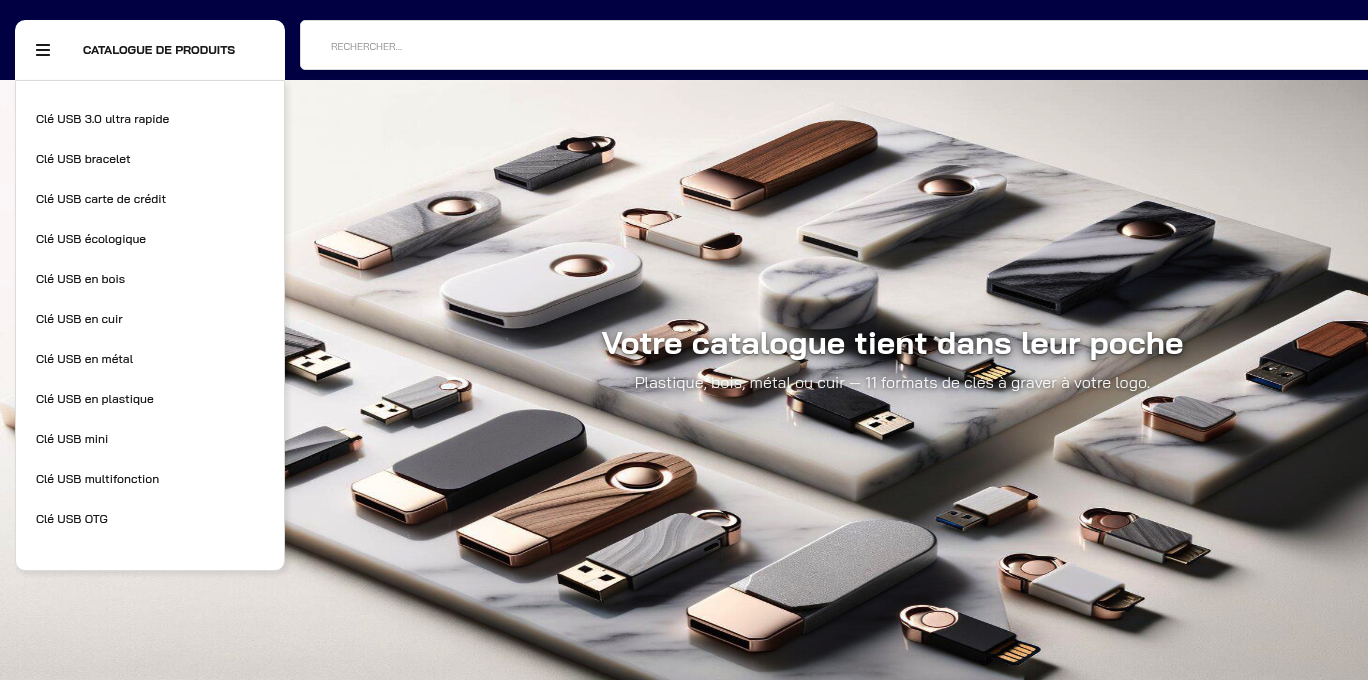 CATALOGUE DE PRODUITS
RECHERCHER...
Clé USB 3.0 ultra rapide
Clé USB bracelet
Clé USB carte de crédit
Clé USB écologique
Clé USB en bois
Clé USB en cuir
Clé USB en métal
Clé USB en plastique
Clé USB mini
Clé USB multifonction
Clé USB OTG
Votre catalogue tient dans leur poche
Plastique, bois, métal ou cuir — 11 formats de clés à graver à votre logo.